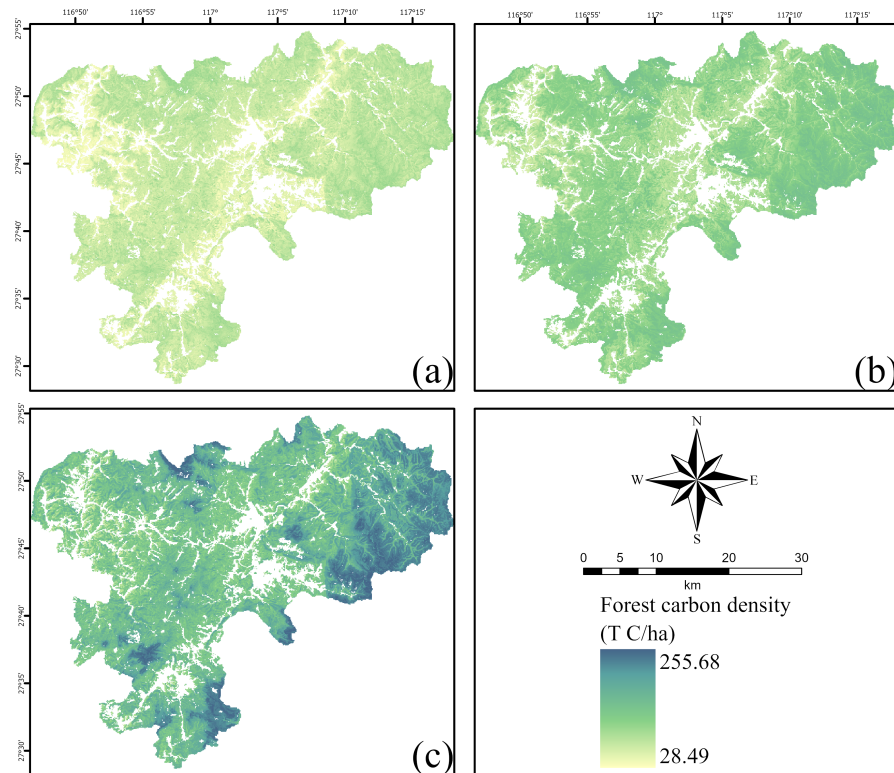 116°50' 116°55' 117° 117°5' 117°10' 117°15'
116°50' 116°55' 117° 117°5' 117°10' 117°15'
27°55'
27°50'
27°45'
27°40'
27°35'
27°30'
(a)
(b)
27°55'
27°50'
27°45'
27°40'
27°35'
27°30'
(c)
N
W E
S
0 5 10 20 30
km
Forest carbon density
(T C/ha)
255.68
28.49